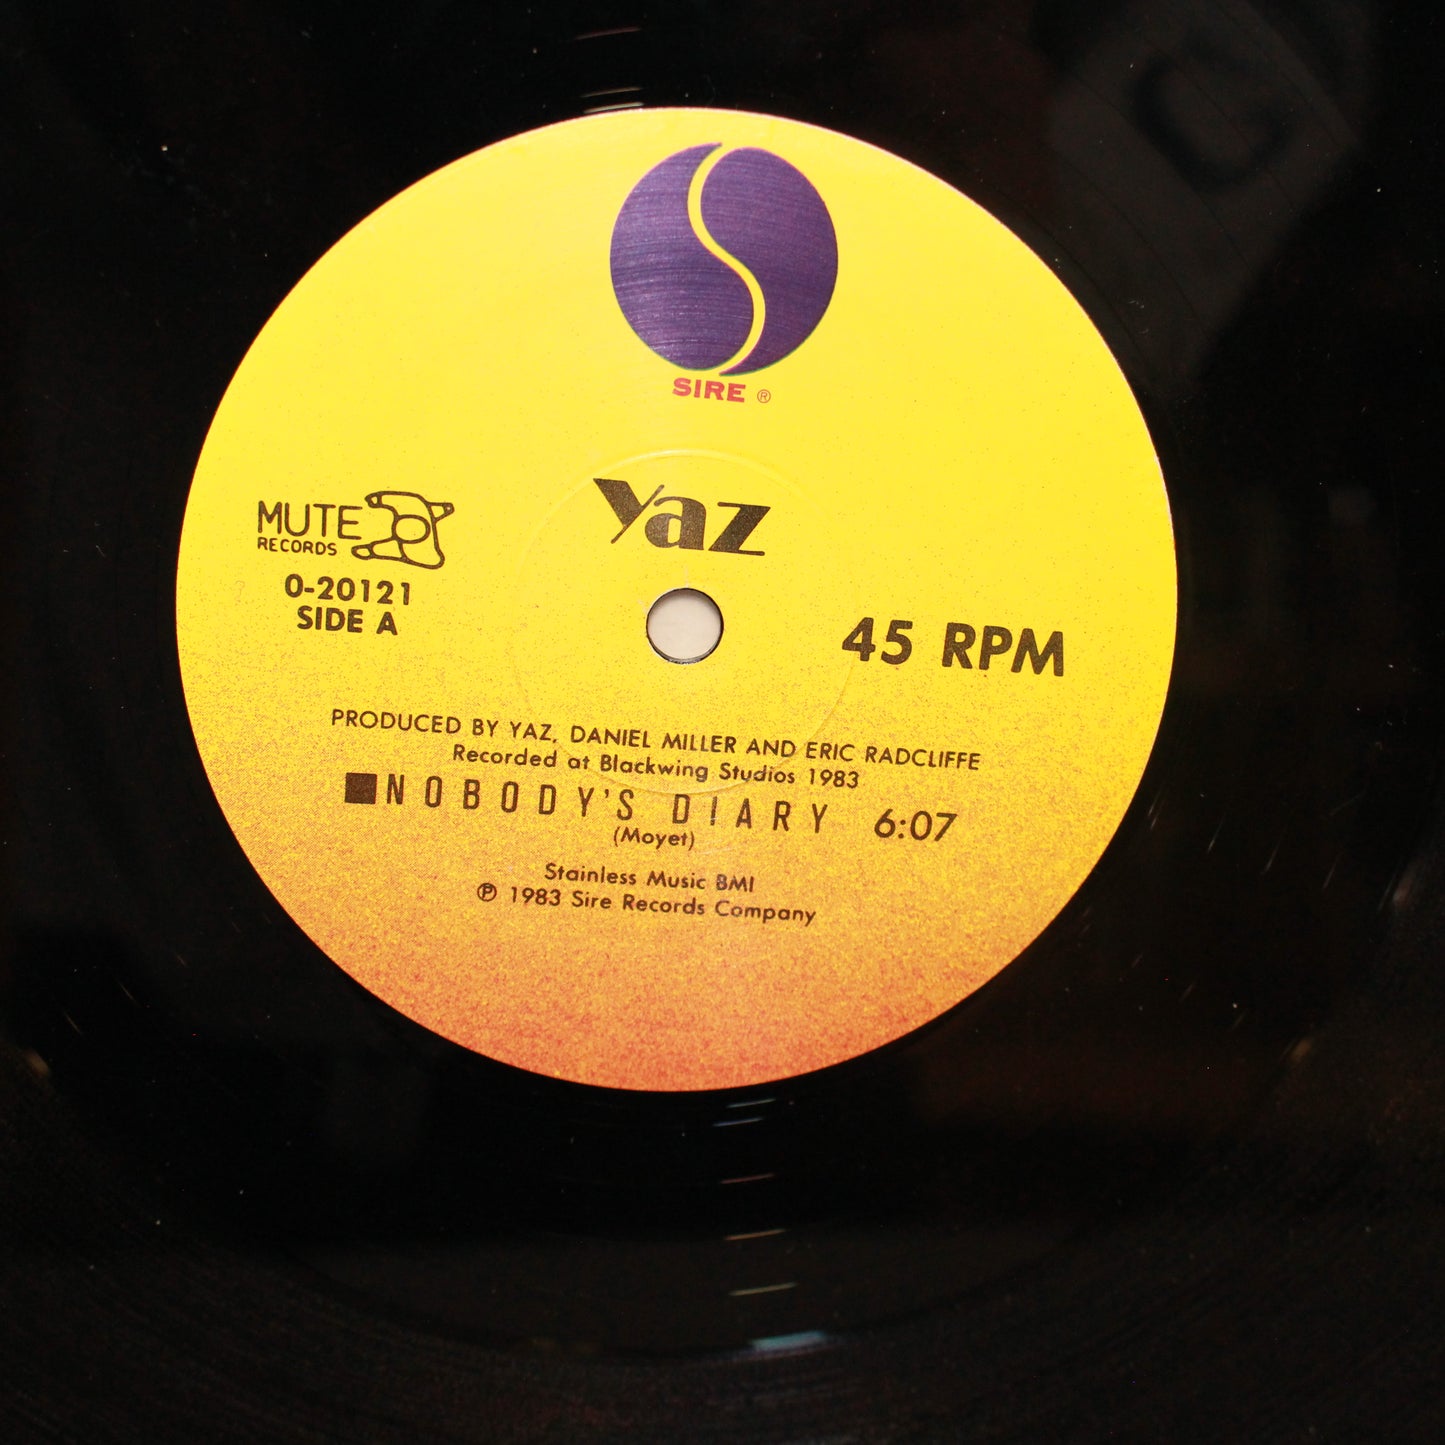 SIRE ®
Yaz
MUTE
RECORDS
0-20121
SIDE A
45 RPM
PRODUCED BY YAZ, DANIEL MILLER AND ERIC RADCLIFFE
Recorded at Blackwing Studios 1983
NOBODY'S DIARY 6:07
(Moyet)
Stainless Music BMI
℗ 1983 Sire Records Company